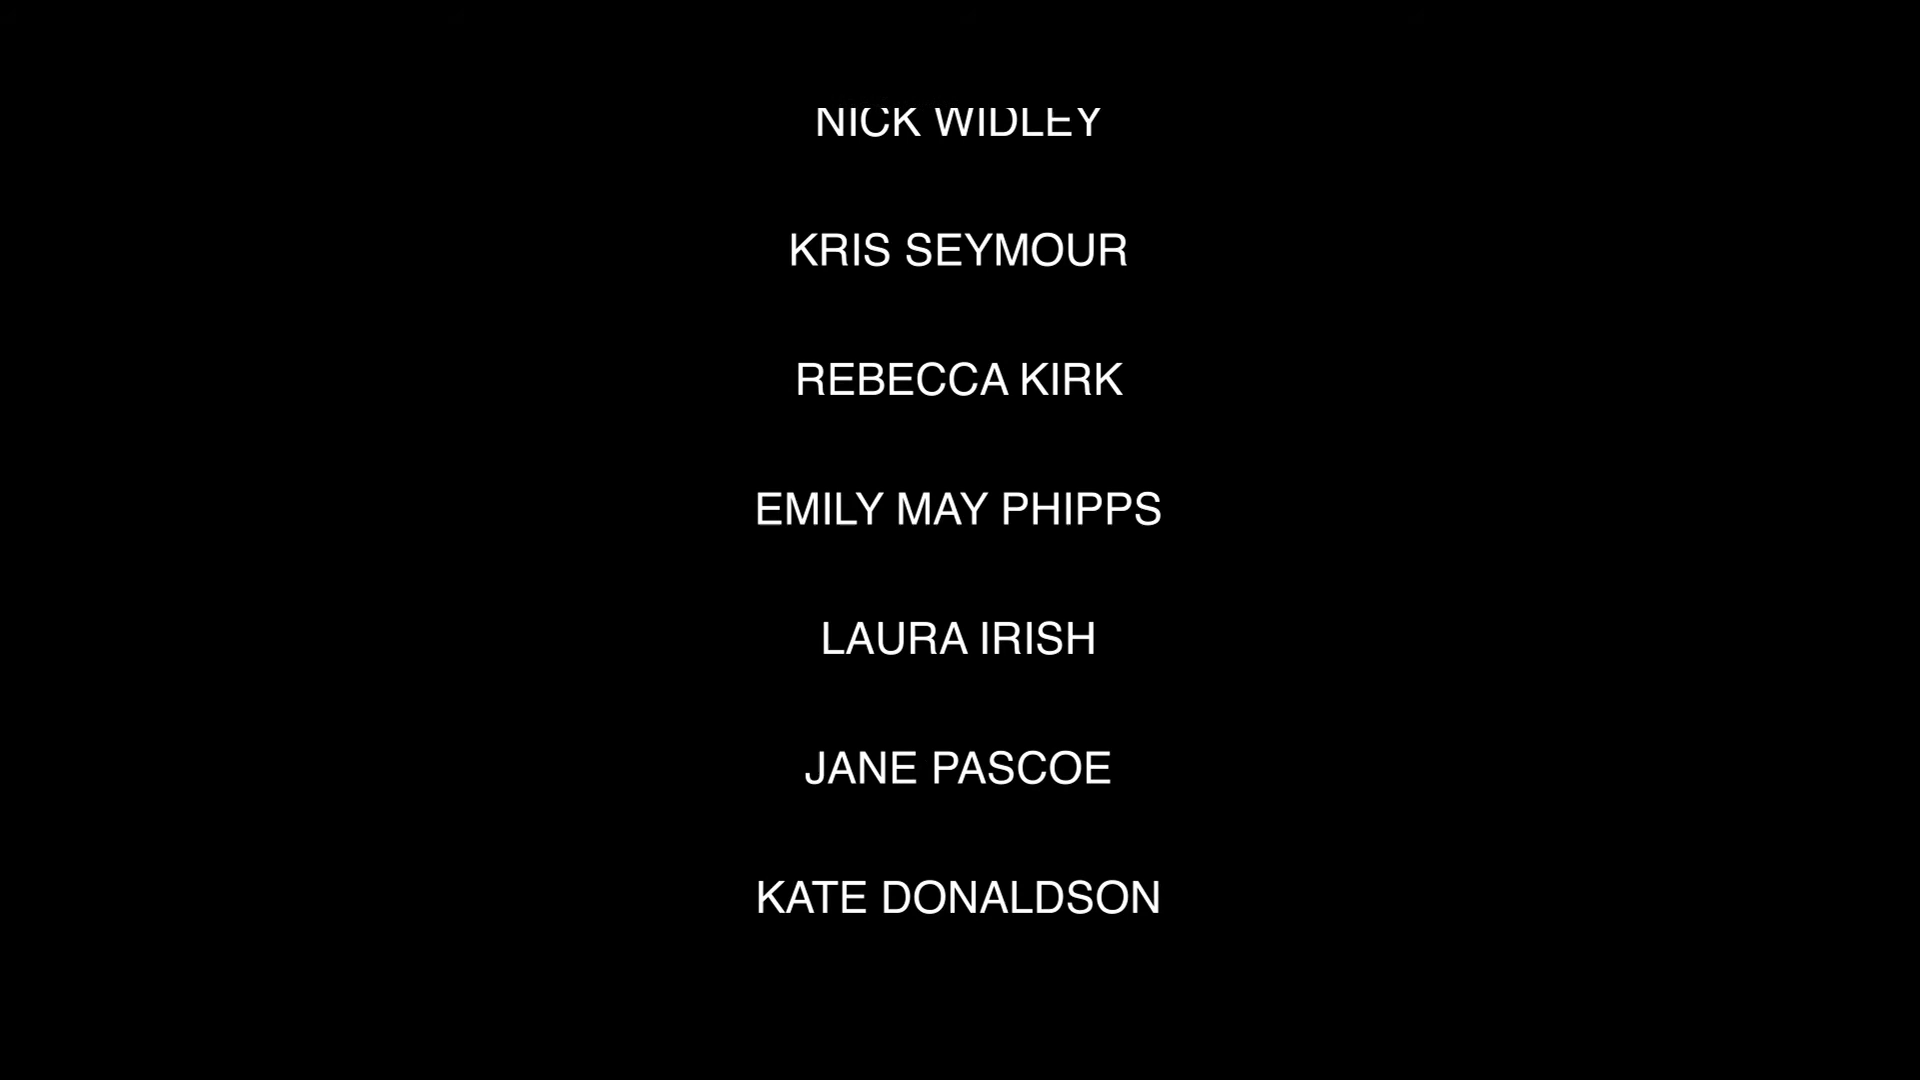 NICK WIDLEY
KRIS SEYMOUR
REBECCA KIRK
EMILY MAY PHIPPS
LAURA IRISH
JANE PASCOE
KATE DONALDSON